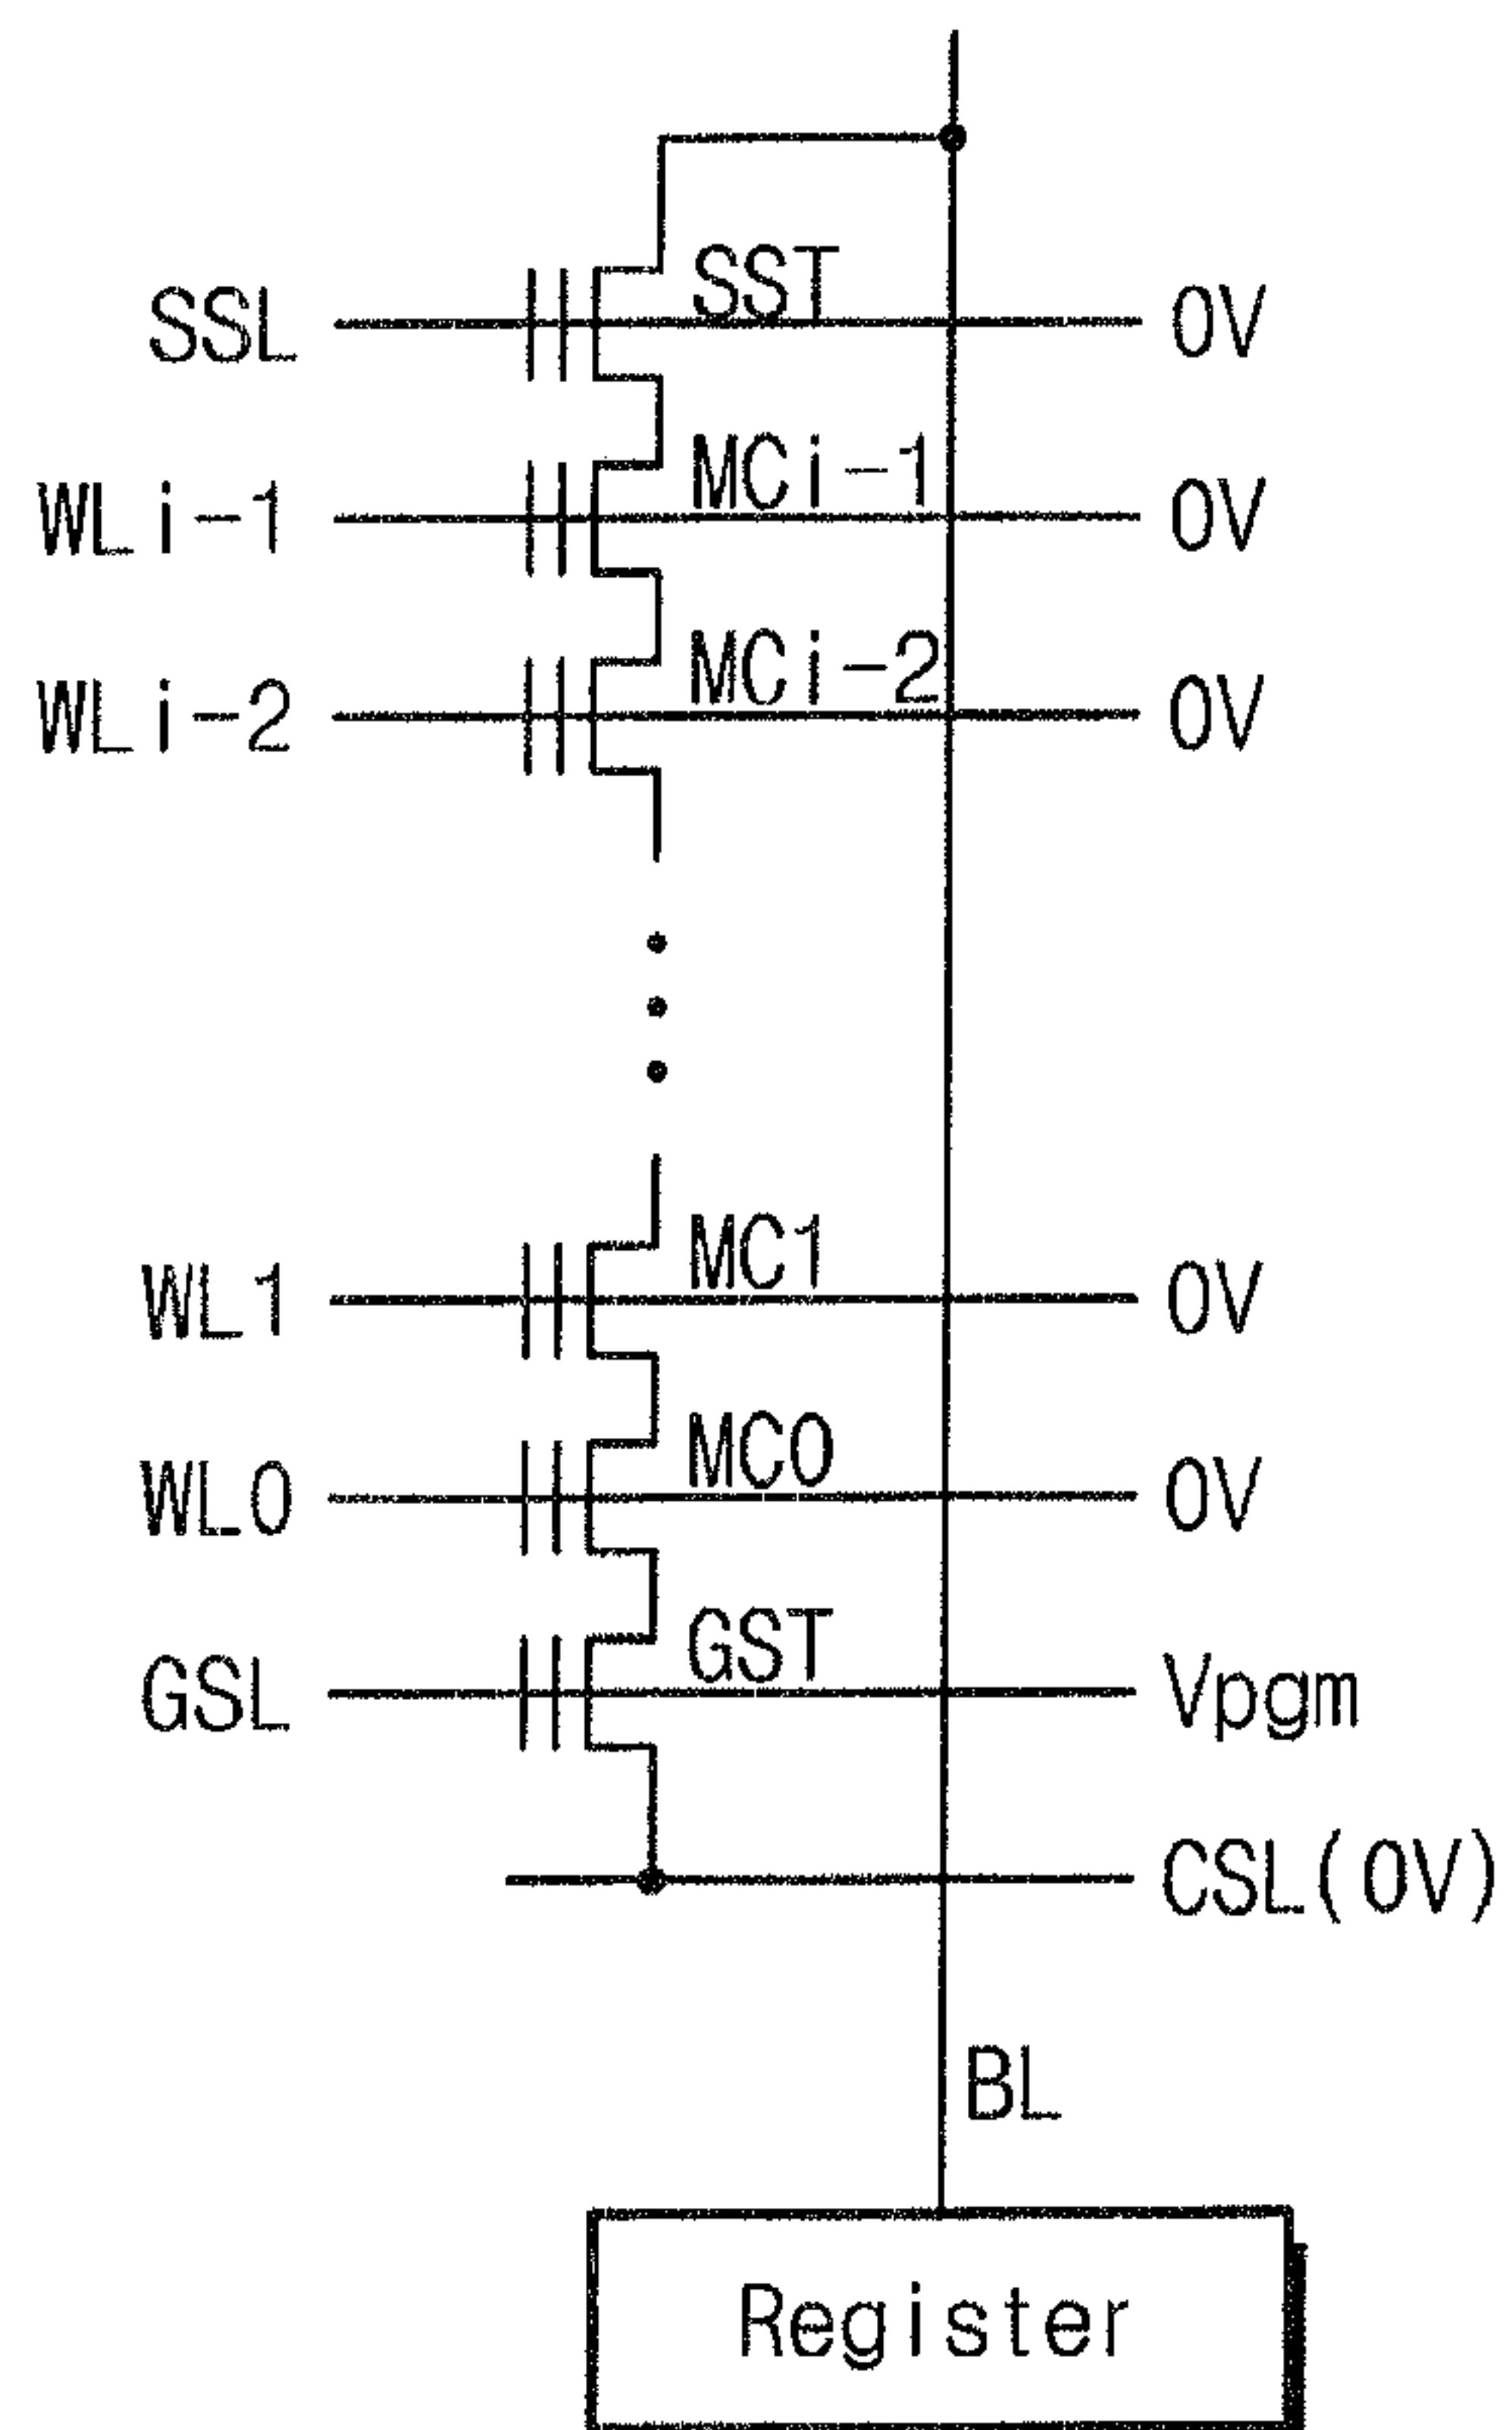 SST
SSL 0V
MCi-1
WLi-1 0V
MCi-2
WLi-2 0V
MC1
WL1 0V
MC0
WL0 0V
GST
GSL Vpgm
CSL(0V)
BL
Register